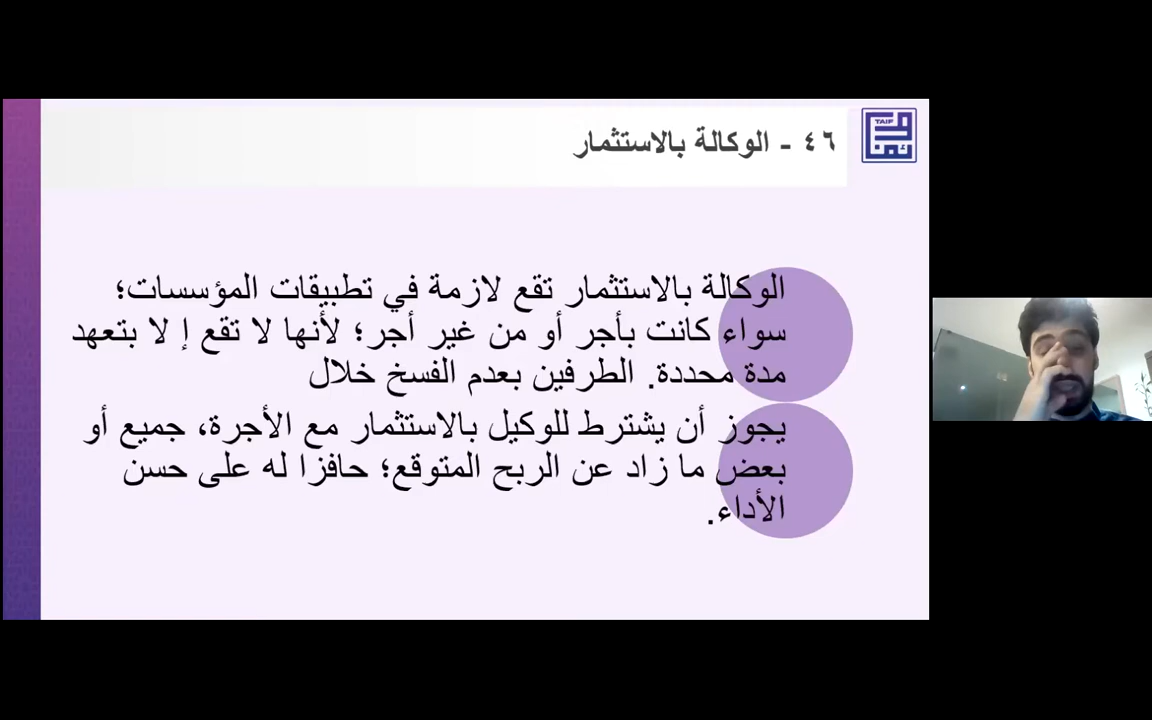 TAIF
٤٦ - الوكالة بالاستثمار
الوكالة بالاستثمار تقع لازمة في تطبيقات المؤسسات؛
سواء كانت بأجر أو من غير أجر؛ لأنها لا تقع إ لا بتعهد
مدة محددة. الطرفين بعدم الفسخ خلال
يجوز أن يشترط للوكيل بالاستثمار مع الأجرة، جميع أو
بعض ما زاد عن الربح المتوقع؛ حافزا له على حسن
الأداء.